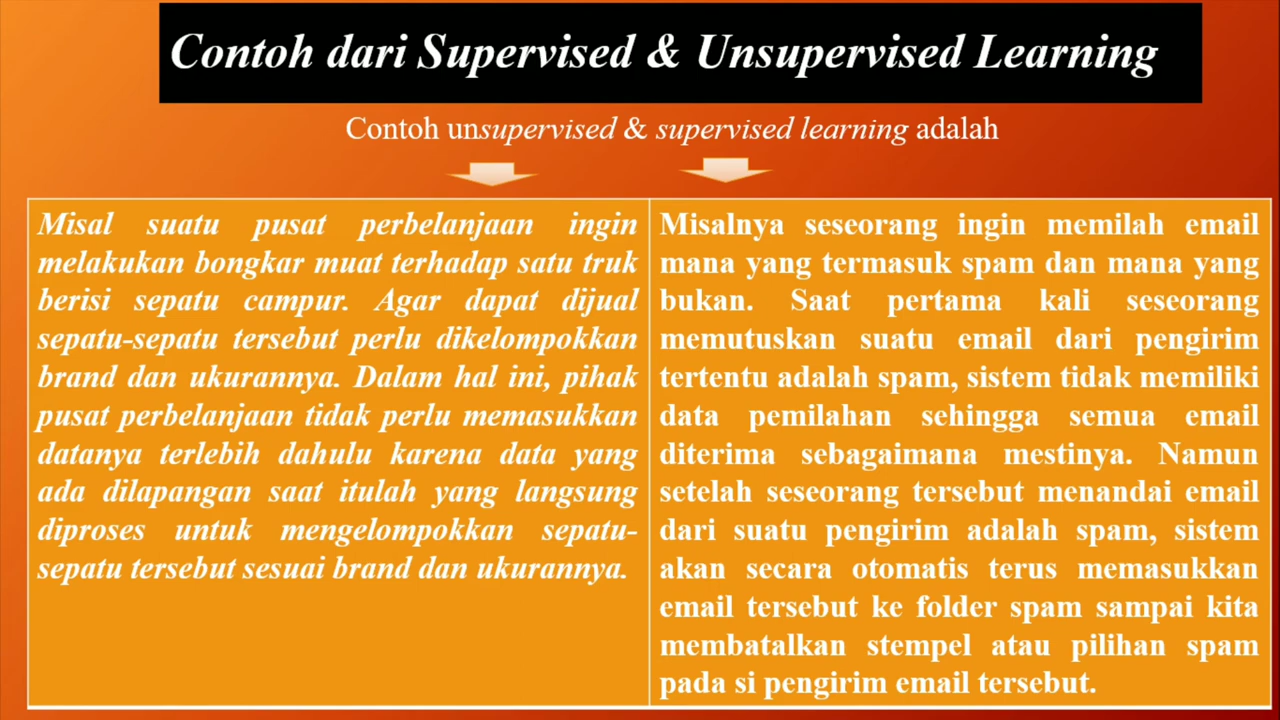 Contoh dari Supervised & Unsupervised Learning
Contoh unsupervised & supervised learning adalah
Misal suatu pusat perbelanjaan ingin
melakukan bongkar muat terhadap satu truk
berisi sepatu campur. Agar dapat dijual
sepatu-sepatu tersebut perlu dikelompokkan
brand dan ukurannya. Dalam hal ini, pihak
pusat perbelanjaan tidak perlu memasukkan
datanya terlebih dahulu karena data yang
ada dilapangan saat itulah yang langsung
diproses untuk mengelompokkan sepatu-
sepatu tersebut sesuai brand dan ukurannya.
Misalnya seseorang ingin memilah email
mana yang termasuk spam dan mana yang
bukan. Saat pertama kali seseorang
memutuskan suatu email dari pengirim
tertentu adalah spam, sistem tidak memiliki
data pemilahan sehingga semua email
diterima sebagaimana mestinya. Namun
setelah seseorang tersebut menandai email
dari suatu pengirim adalah spam, sistem
akan secara otomatis terus memasukkan
email tersebut ke folder spam sampai kita
membatalkan stempel atau pilihan spam
pada si pengirim email tersebut.